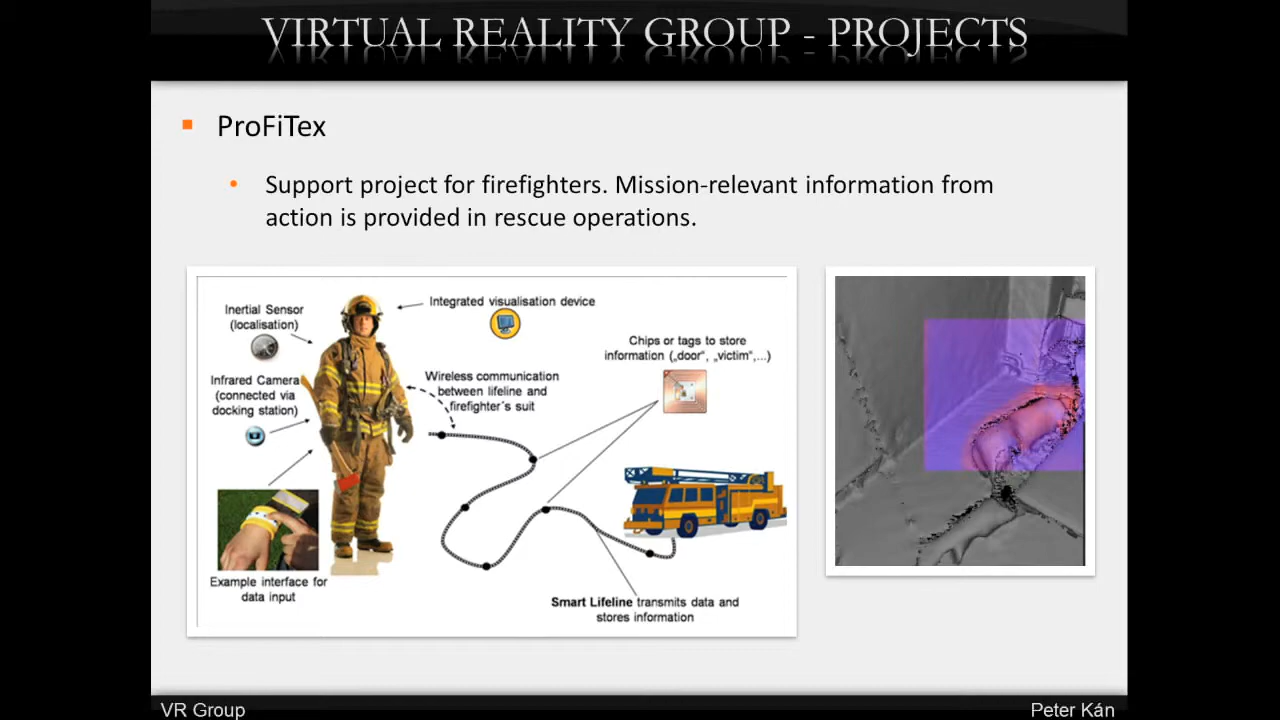 VIRTUAL REALITY GROUP - PROJECTS
ProFiTex
Support project for firefighters. Mission-relevant information from
action is provided in rescue operations.
Inertial Sensor
(localisation)
Integrated visualisation device
Chips or tags to store
information („door“, „victim“,...)
Infrared Camera
(connected via
docking station)
Wireless communication
between lifeline and
firefighter´s suit
Example interface for
data input
Smart Lifeline transmits data and
stores information
VR Group
Peter Kán